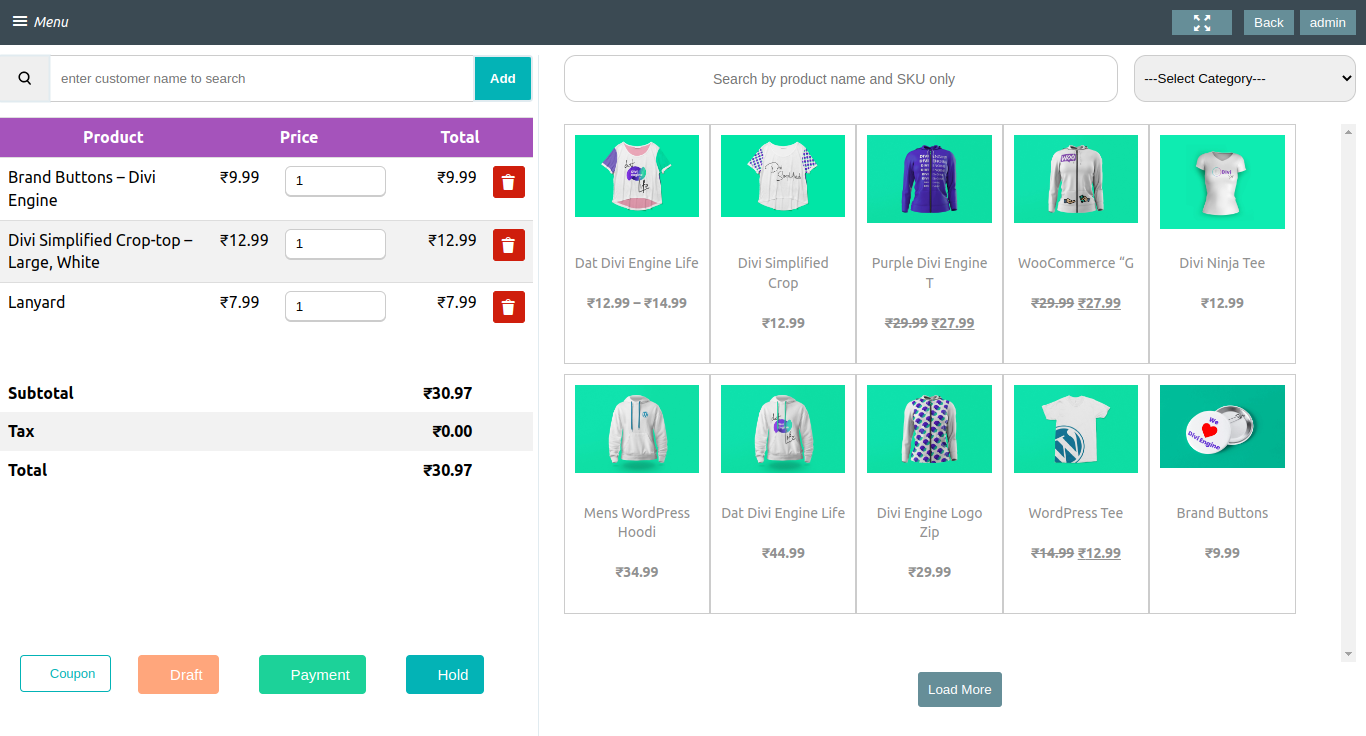 Menu
Back
admin
enter customer name to search
Add
Product Price Total
Brand Buttons – Divi
Engine
₹9.99
1
₹9.99
Divi Simplified Crop-top –
Large, White
₹12.99
1
₹12.99
Lanyard
₹7.99
1
₹7.99
Subtotal ₹30.97
Tax ₹0.00
Total ₹30.97
Coupon
Draft
Payment
Hold
Search by product name and SKU only
---Select Category---
Dat Divi Engine Life
₹12.99 – ₹14.99
Divi Simplified
Crop
₹12.99
Purple Divi Engine
T
₹29.99 ₹27.99
WOO
WooCommerce “G
₹29.99 ₹27.99
Divi
Divi Ninja Tee
₹12.99
Mens WordPress
Hoodi
₹34.99
Dat Divi Engine Life
₹44.99
Divi Engine Logo
Zip
₹29.99
WordPress Tee
₹14.99 ₹12.99
We
Divi Engine
Brand Buttons
₹9.99
Load More